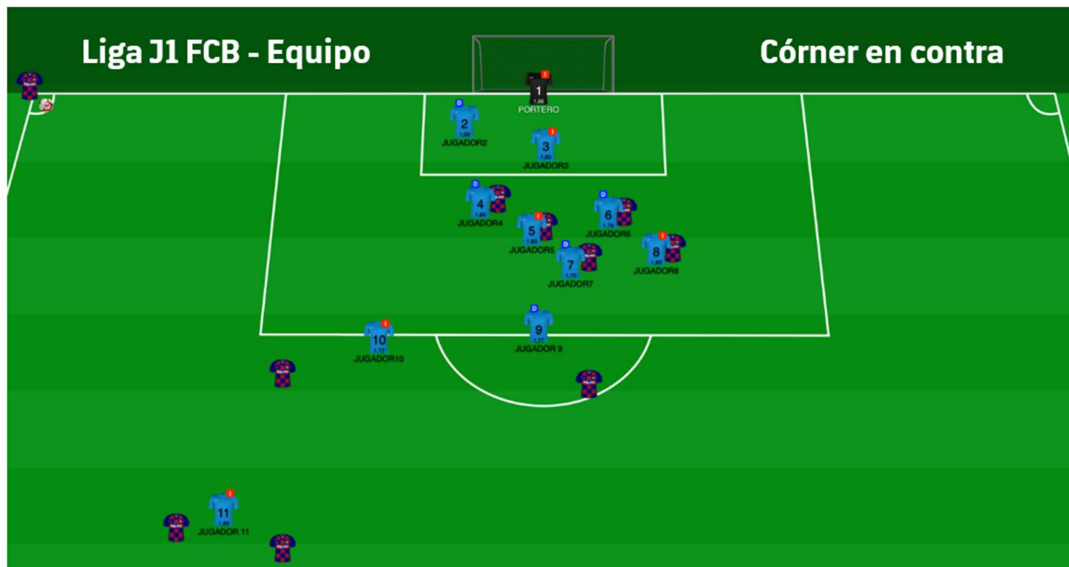 Liga J1 FCB - Equipo
Córner en contra
I
1
PORTERO
D
2
JUGADOR2
I
3
JUGADOR3
D
4
JUGADOR4
I
5
JUGADOR5
D
6
JUGADOR6
D
7
JUGADOR7
I
8
JUGADOR8
D
9
JUGADOR 9
I
10
JUGADOR10
I
11
JUGADOR 11